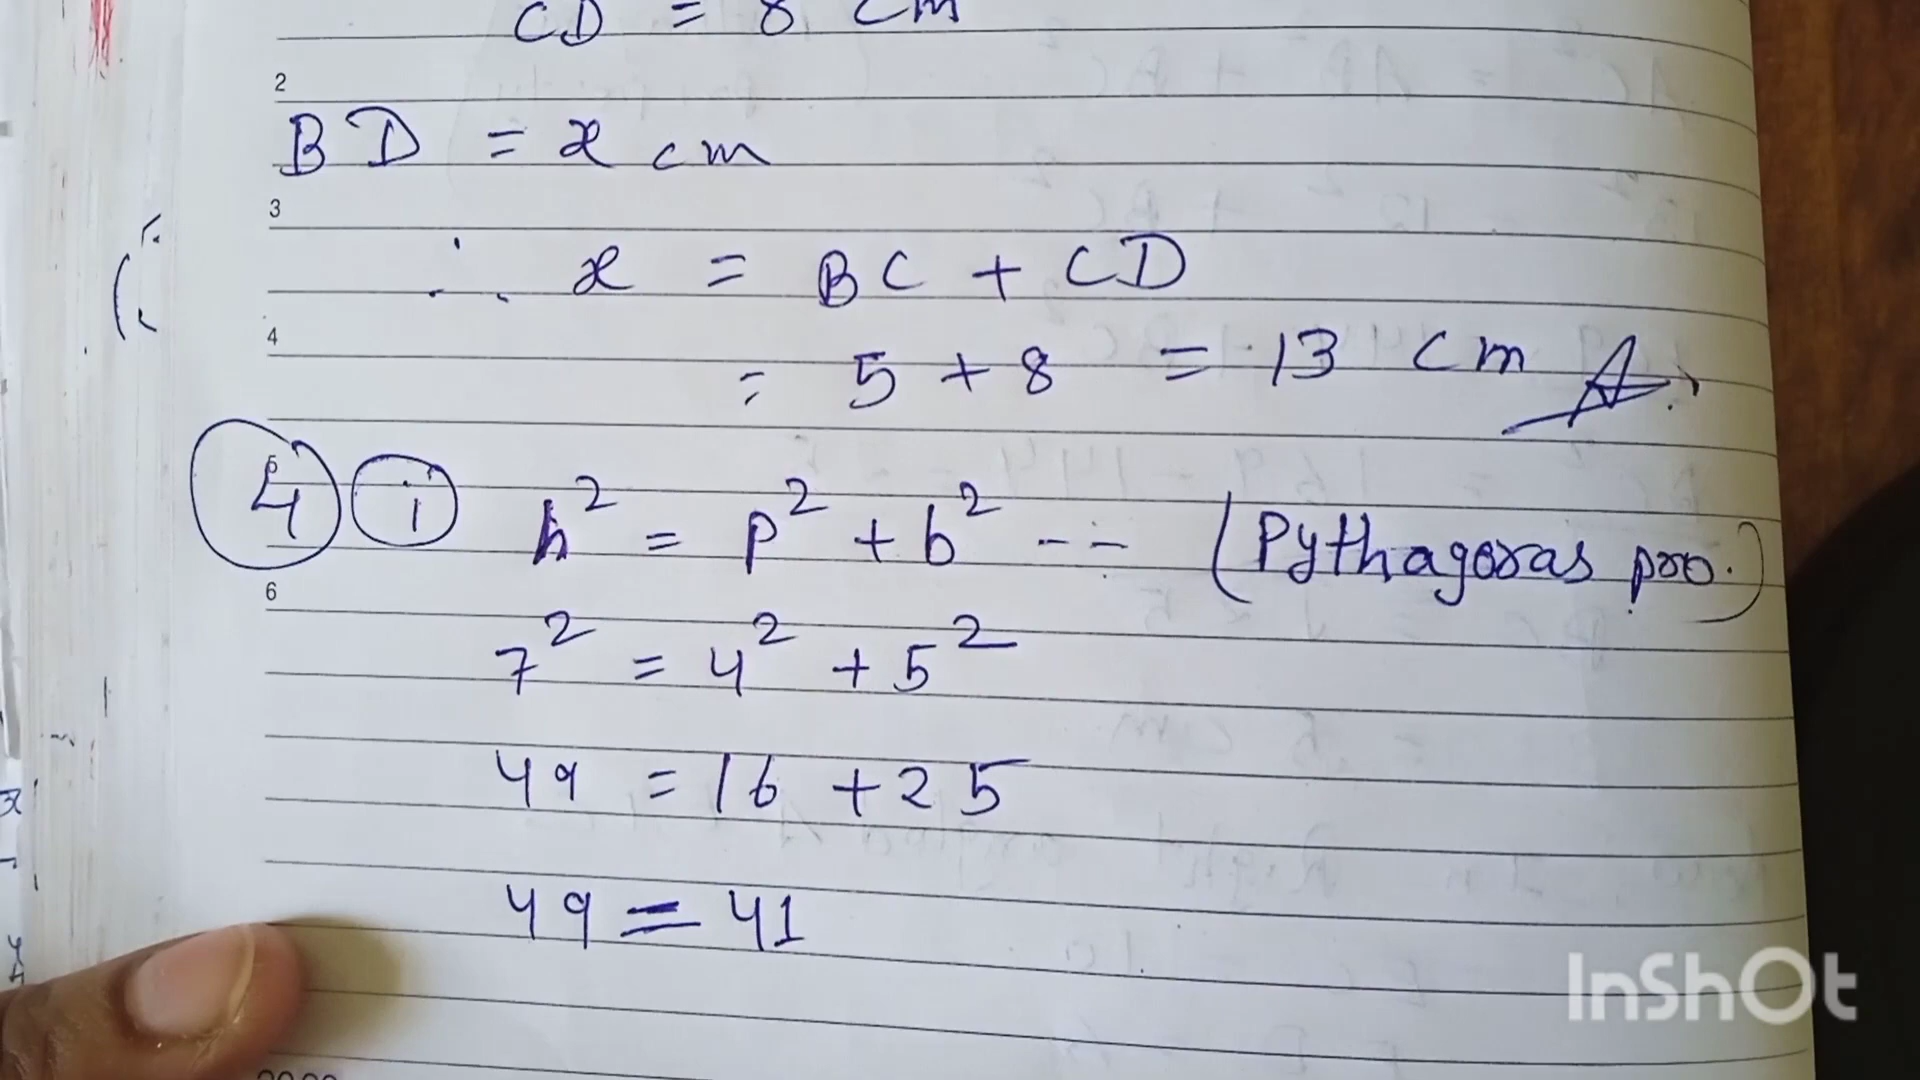 CD = 8 cm
2
BD = x cm
3
∴ x = BC + CD
4
= 5 + 8 = 13 cm A.
4 i h² = p² + b² -- (Pythagoras pro.)
6
7² = 4² + 5²
49 = 16 + 25
49 = 41
InShOt